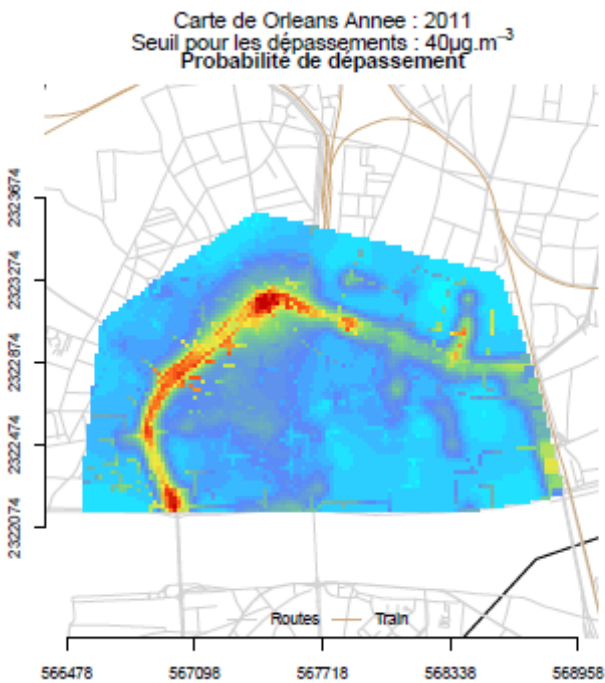 Carte de Orleans Annee : 2011
Seuil pour les dépassements : 40µg.m⁻³
Probabilité de dépassement
2323674
2323274
2322874
2322474
2322074
Routes
Train
566478 567098 567718 568338 568958